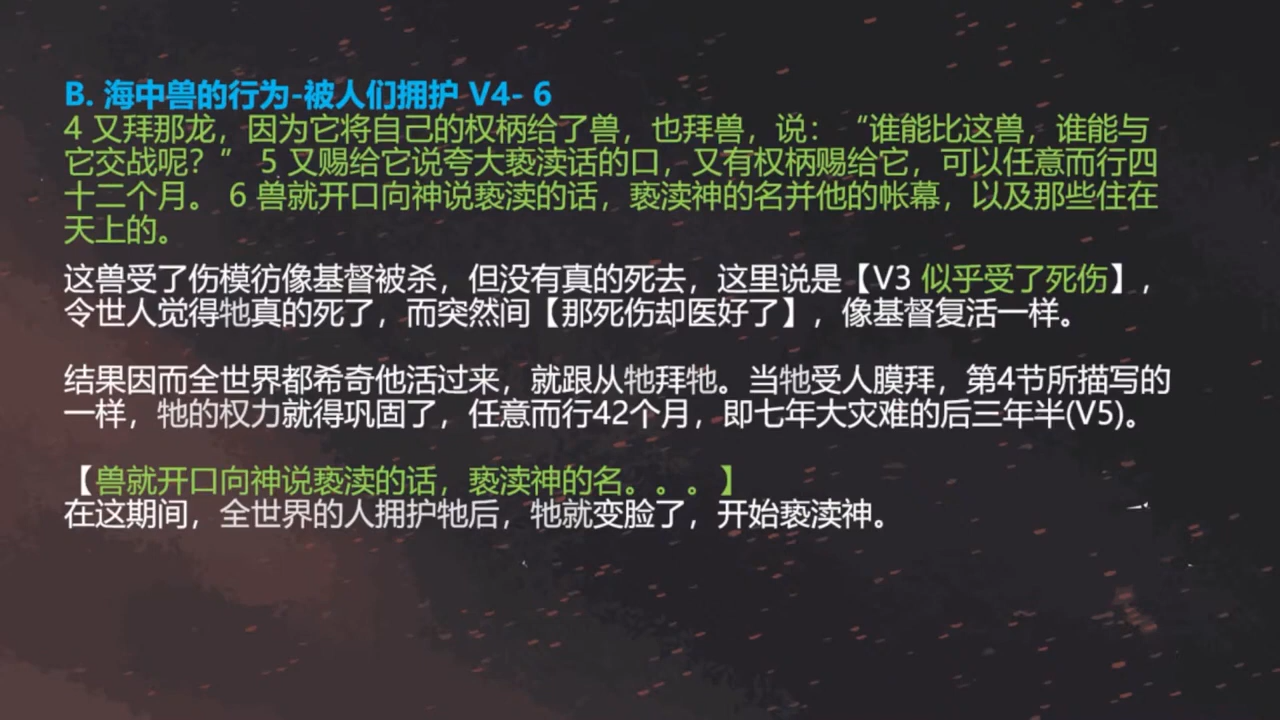 B. 海中兽的行为-被人们拥护 V4- 6
4 又拜那龙，因为它将自己的权柄给了兽，也拜兽，说：“谁能比这兽，谁能与
它交战呢？” 5 又赐给它说夸大亵渎话的口，又有权柄赐给它，可以任意而行四
十二个月。 6 兽就开口向神说亵渎的话，亵渎神的名并他的帐幕，以及那些住在
天上的。
这兽受了伤模彷像基督被杀，但没有真的死去，这里说是【V3 似乎受了死伤】，
令世人觉得牠真的死了，而突然间【那死伤却医好了】，像基督复活一样。
结果因而全世界都希奇他活过来，就跟从牠拜牠。当牠受人膜拜，第4节所描写的
一样，牠的权力就得巩固了，任意而行42个月，即七年大灾难的后三年半(V5)。
【兽就开口向神说亵渎的话，亵渎神的名。。。】
在这期间，全世界的人拥护牠后，牠就变脸了，开始亵渎神。